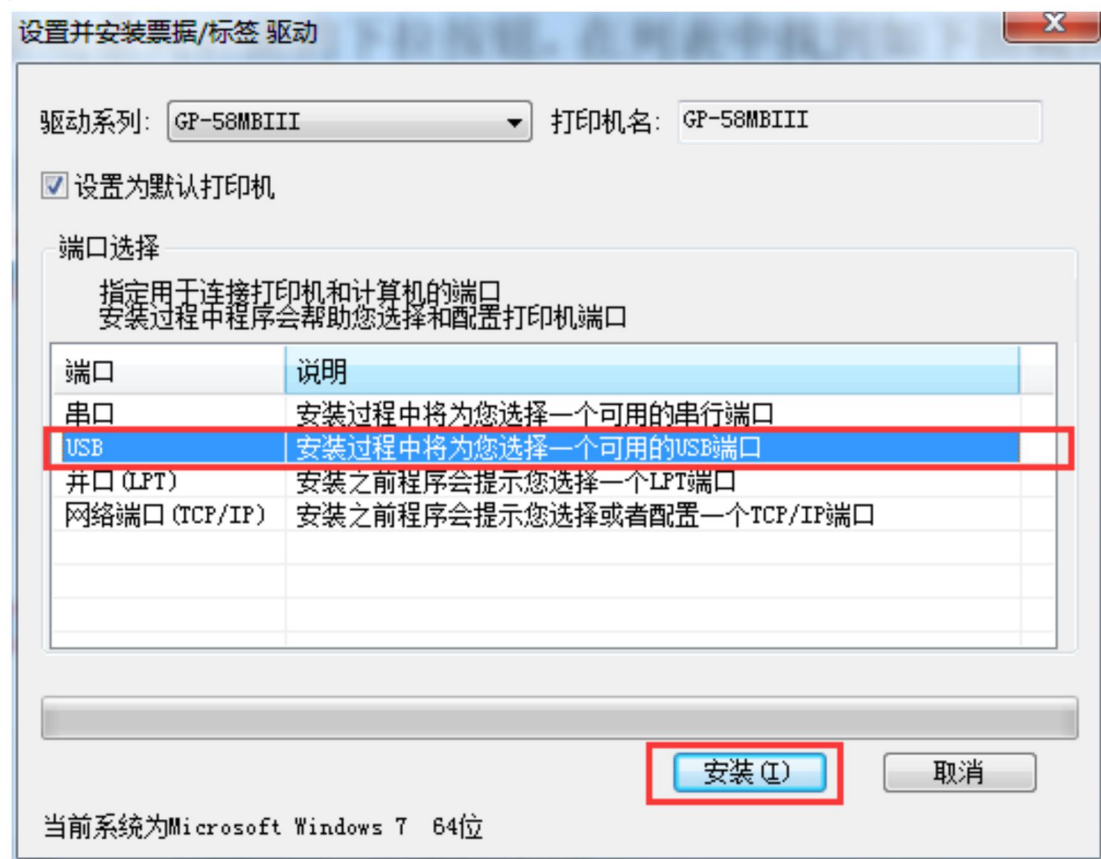 设置并安装票据/标签 驱动
驱动系列: GP-58MBIII 打印机名: GP-58MBIII
设置为默认打印机
端口选择
指定用于连接打印机和计算机的端口
安装过程中程序会帮助您选择和配置打印机端口
端口 说明
串口 安装过程中将为您选择一个可用的串行端口
USB 安装过程中将为您选择一个可用的USB端口
并口(LPT) 安装之前程序会提示您选择一个LPT端口
网络端口(TCP/IP) 安装之前程序会提示您选择或者配置一个TCP/IP端口
安装(I) 取消
当前系统为Microsoft Windows 7 64位